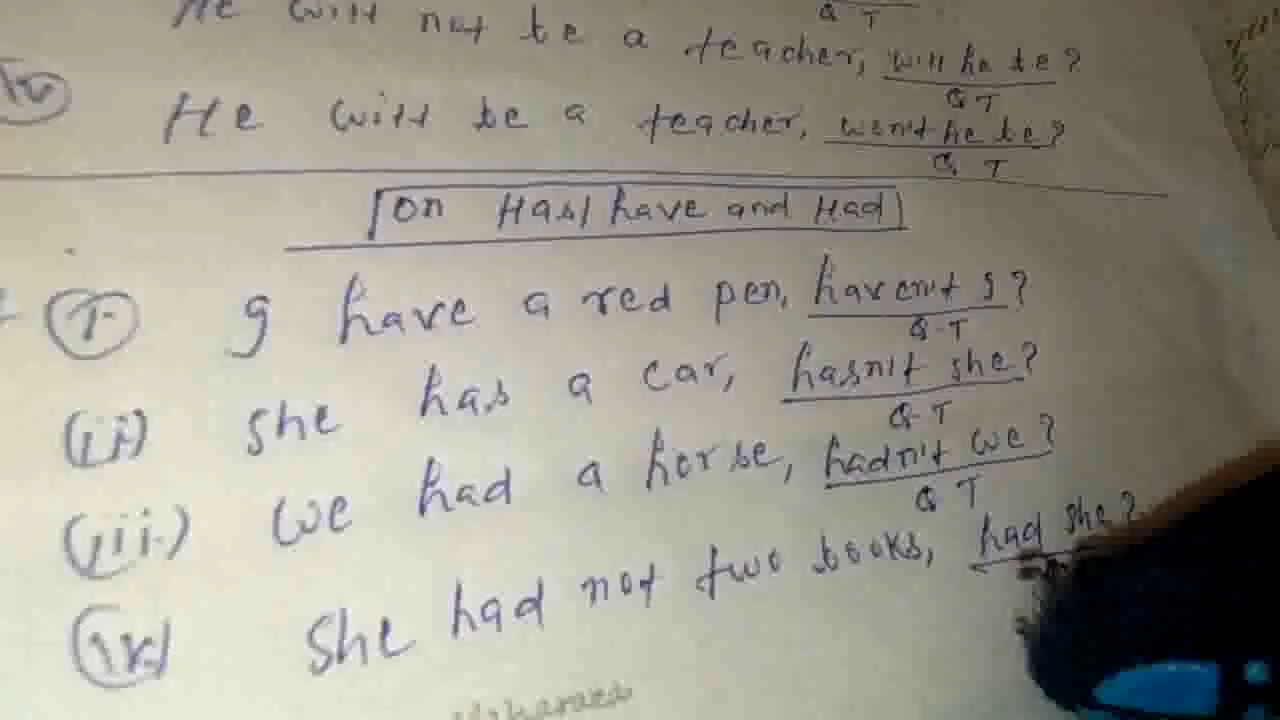 Q T
He will not be a teacher, will he be?
Q T
(iv) He will be a teacher, won't he be?
Q T
On Has/have and Had
(I) I have a red pen, haven't I?
Q-T
(ii) She has a car, hasn't she?
Q-T
(iii) we had a horse, hadn't we?
Q T
(iv) She had not two books, had she?